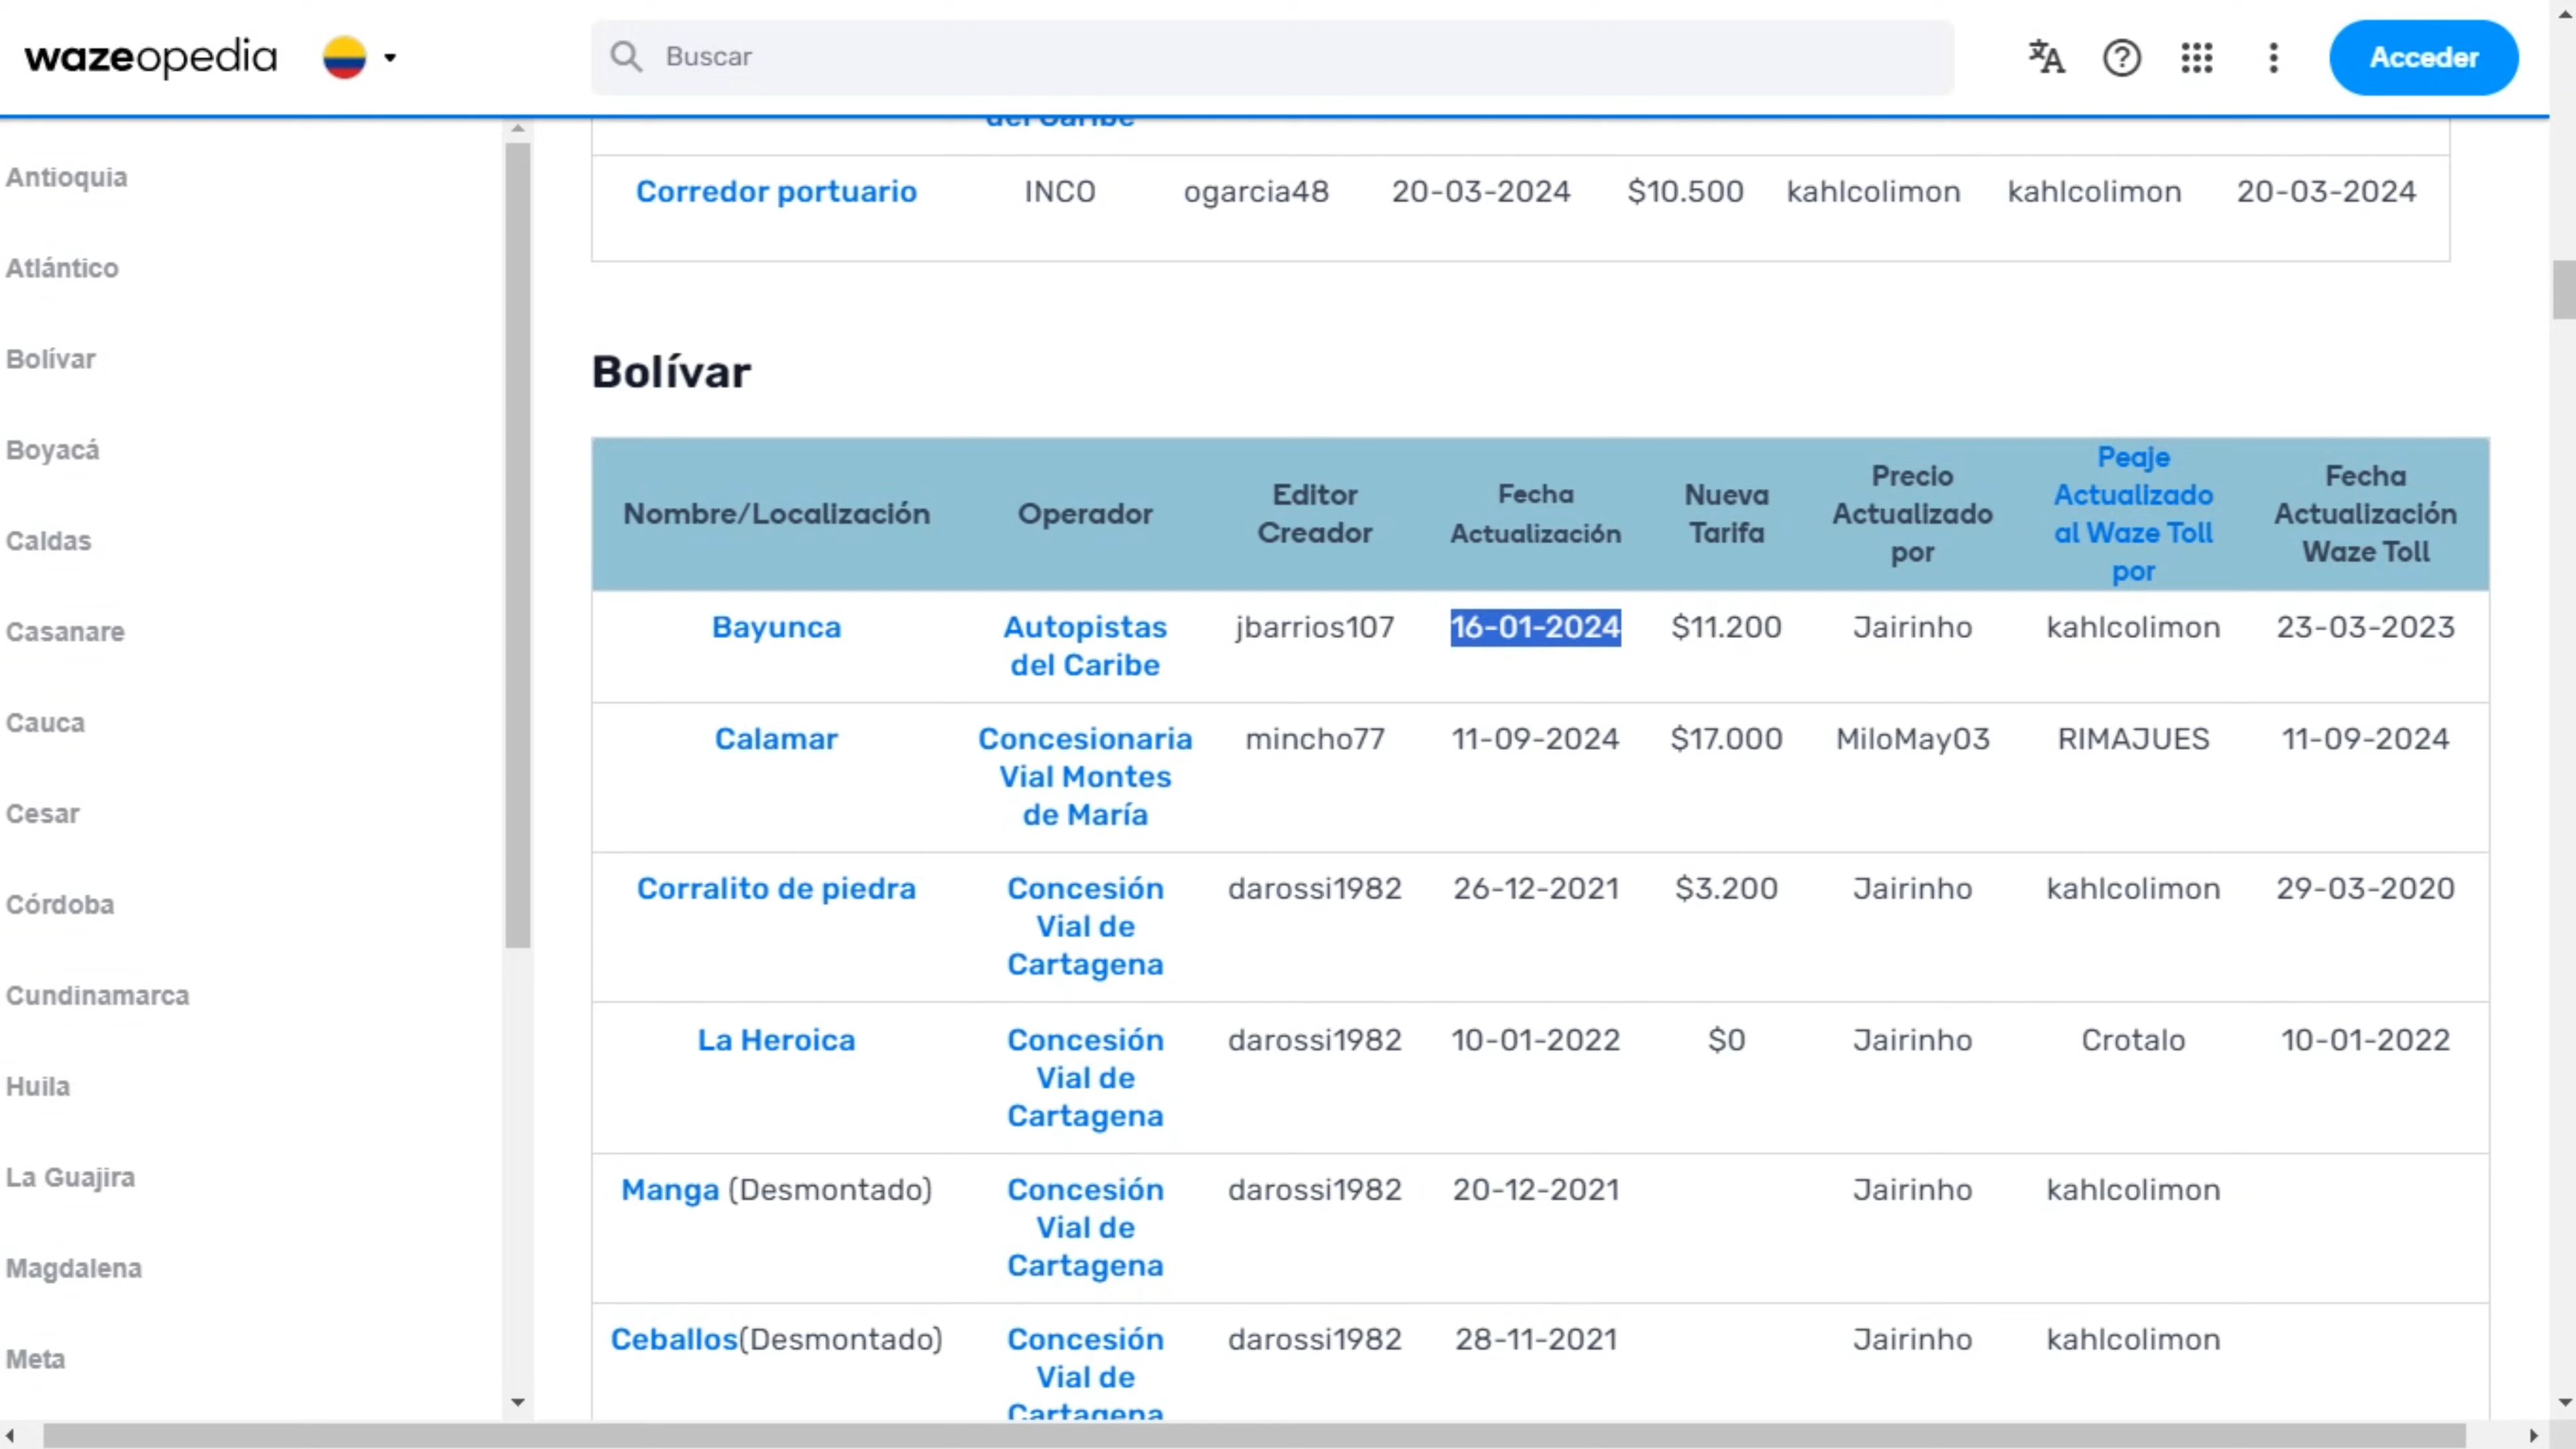 wazeopedia
Buscar
Acceder
Antioquia
Atlántico
Bolívar
Boyacá
Caldas
Casanare
Cauca
Cesar
Córdoba
Cundinamarca
Huila
La Guajira
Magdalena
Meta
del Caribe
Corredor portuario INCO ogarcia48 20-03-2024 $10.500 kahlcolimon kahlcolimon 20-03-2024
Bolívar
Nombre/Localización
Operador
Editor
Creador
Fecha
Actualización
Nueva
Tarifa
Precio
Actualizado
por
Peaje
Actualizado
al Waze Toll
por
Fecha
Actualización
Waze Toll
Bayunca Autopistas jbarrios107 16-01-2024 $11.200 Jairinho kahlcolimon 23-03-2023
del Caribe
Calamar Concesionaria mincho77 11-09-2024 $17.000 MiloMay03 RIMAJUES 11-09-2024
Vial Montes
de María
Corralito de piedra Concesión darossi1982 26-12-2021 $3.200 Jairinho kahlcolimon 29-03-2020
Vial de
Cartagena
La Heroica Concesión darossi1982 10-01-2022 $0 Jairinho Crotalo 10-01-2022
Vial de
Cartagena
Manga (Desmontado) Concesión darossi1982 20-12-2021 Jairinho kahlcolimon
Vial de
Cartagena
Ceballos(Desmontado) Concesión darossi1982 28-11-2021 Jairinho kahlcolimon
Vial de
Cartagena